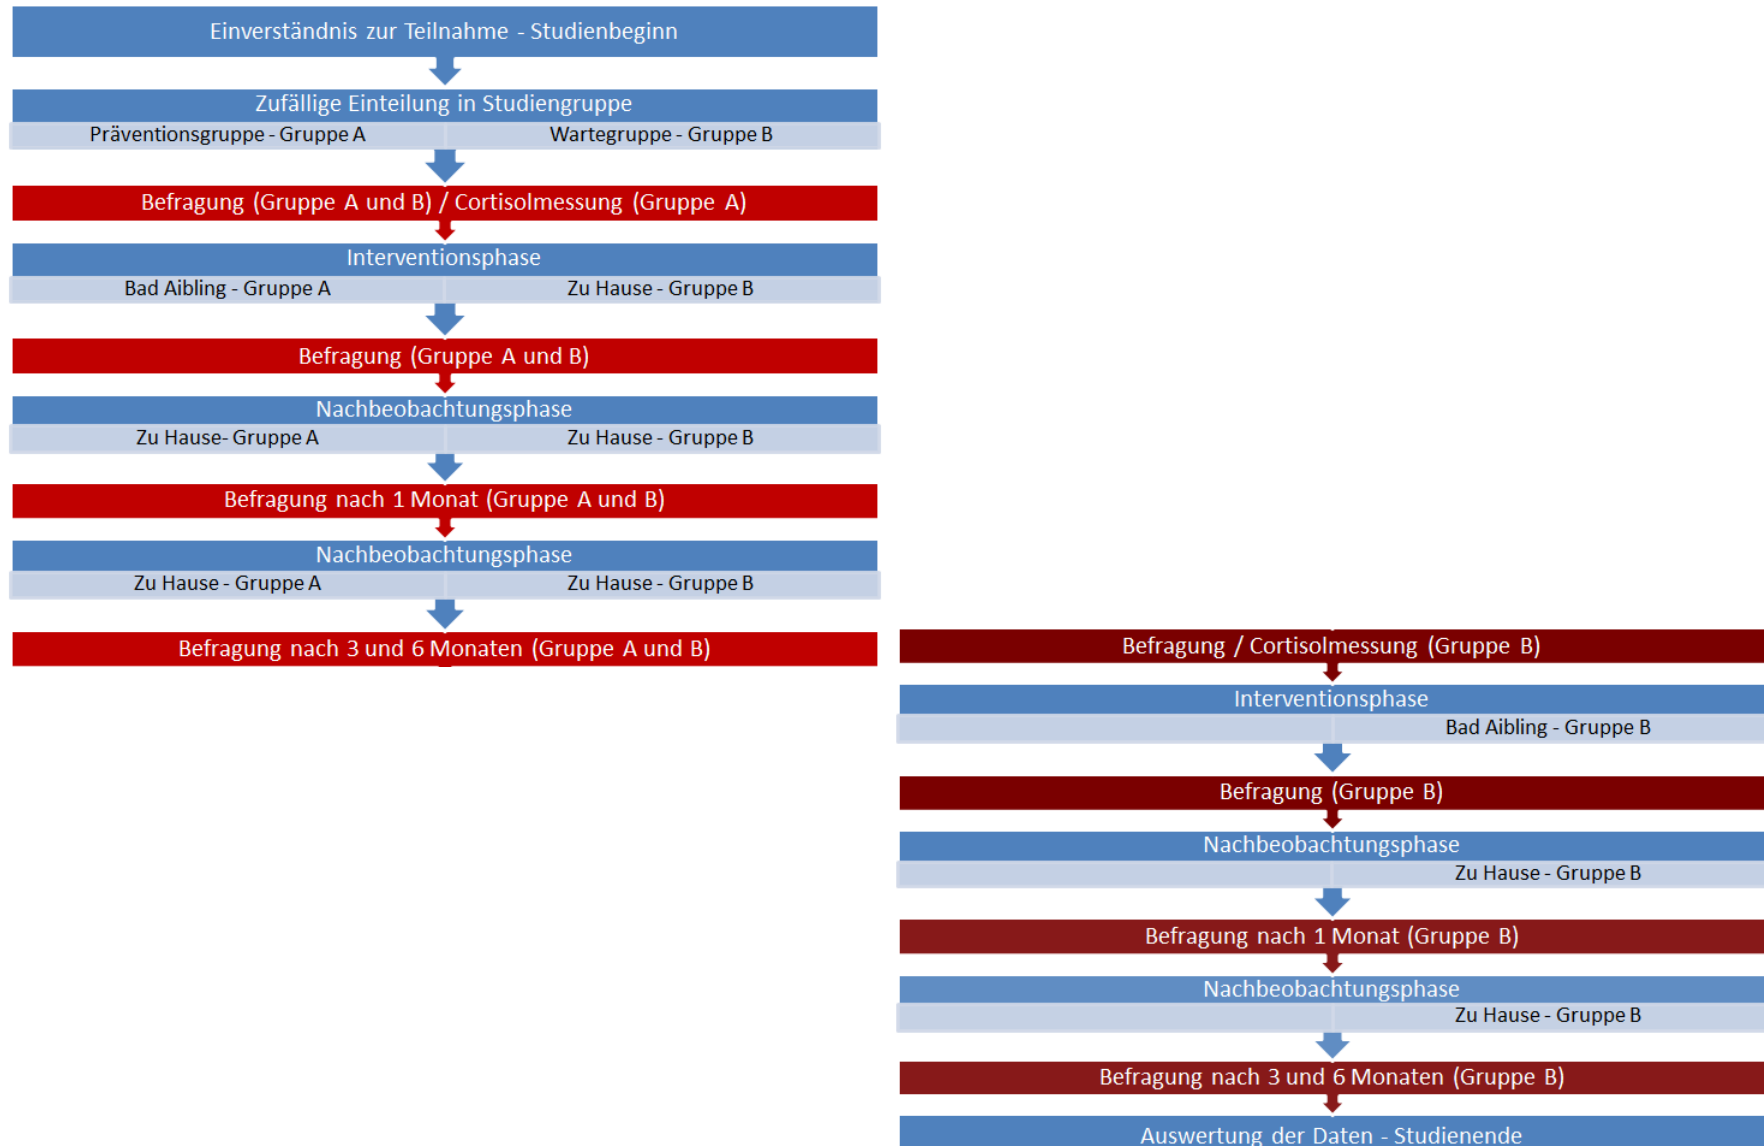 Einverständnis zur Teilnahme - Studienbeginn
Zufällige Einteilung in Studiengruppe
Präventionsgruppe - Gruppe A
Wartegruppe - Gruppe B
Befragung (Gruppe A und B) / Cortisolmessung (Gruppe A)
Interventionsphase
Bad Aibling - Gruppe A
Zu Hause - Gruppe B
Befragung (Gruppe A und B)
Nachbeobachtungsphase
Zu Hause- Gruppe A
Zu Hause - Gruppe B
Befragung nach 1 Monat (Gruppe A und B)
Nachbeobachtungsphase
Zu Hause - Gruppe A
Zu Hause - Gruppe B
Befragung nach 3 und 6 Monaten (Gruppe A und B)
Befragung / Cortisolmessung (Gruppe B)
Interventionsphase
Bad Aibling - Gruppe B
Befragung (Gruppe B)
Nachbeobachtungsphase
Zu Hause - Gruppe B
Befragung nach 1 Monat (Gruppe B)
Nachbeobachtungsphase
Zu Hause - Gruppe B
Befragung nach 3 und 6 Monaten (Gruppe B)
Auswertung der Daten - Studienende